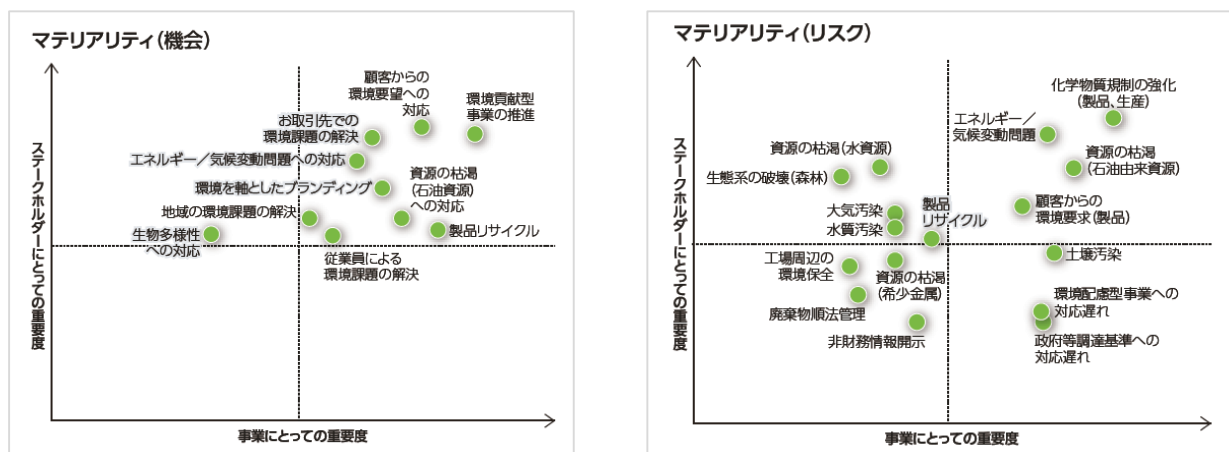 マテリアリティ(機会)
ステークホルダーにとっての重要度
顧客からの
環境要望への
対応
環境貢献型
事業の推進
お取引先での
環境課題の解決
エネルギー／気候変動問題への対応
環境を軸としたブランディング
資源の枯渇
(石油資源)
への対応
地域の環境課題の解決
製品リサイクル
生物多様性
への対応
従業員による
環境課題の解決
事業にとっての重要度
マテリアリティ(リスク)
ステークホルダーにとっての重要度
化学物質規制の強化
(製品、生産)
エネルギー／
気候変動問題
資源の枯渇(水資源)
資源の枯渇
(石油由来資源)
生態系の破壊(森林)
顧客からの
環境要求(製品)
製品
リサイクル
大気汚染
水質汚染
土壌汚染
工場周辺の
環境保全
資源の枯渇
(希少金属)
環境配慮型事業への
対応遅れ
廃棄物順法管理
非財務情報開示
政府等調達基準への
対応遅れ
事業にとっての重要度